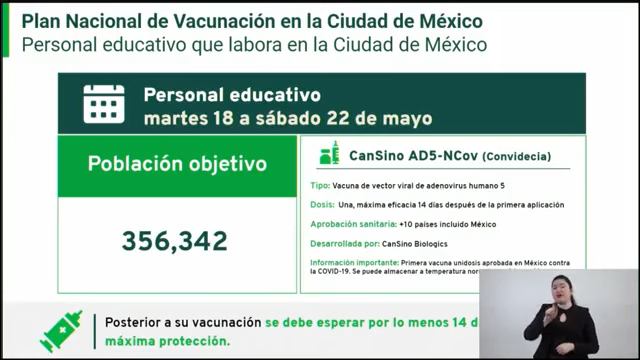 Plan Nacional de Vacunación en la Ciudad de México
Personal educativo que labora en la Ciudad de México
Personal educativo
martes 18 a sábado 22 de mayo
Población objetivo
356,342
CanSino AD5-NCov (Convidecia)
Tipo: Vacuna de vector viral de adenovirus humano 5
Dosis: Una, máxima eficacia 14 días después de la primera aplicación
Aprobación sanitaria: +10 países incluido México
Desarrollada por: CanSino Biologics
Información importante: Primera vacuna unidosis aprobada en México contra
la COVID-19. Se puede almacenar a temperatura
Posterior a su vacunación se debe esperar por lo menos 14
máxima protección.